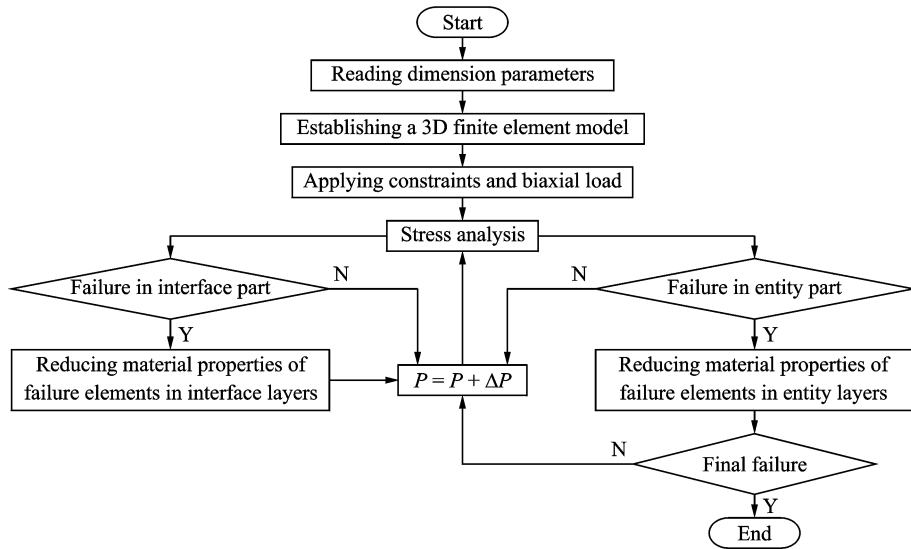 Start
Reading dimension parameters
Establishing a 3D finite element model
Applying constraints and biaxial load
Stress analysis
Failure in interface part
N
N
Failure in entity part
Y
Y
Reducing material properties of
failure elements in interface layers
P = P + ΔP
Reducing material properties of
failure elements in entity layers
N
Final failure
Y
End